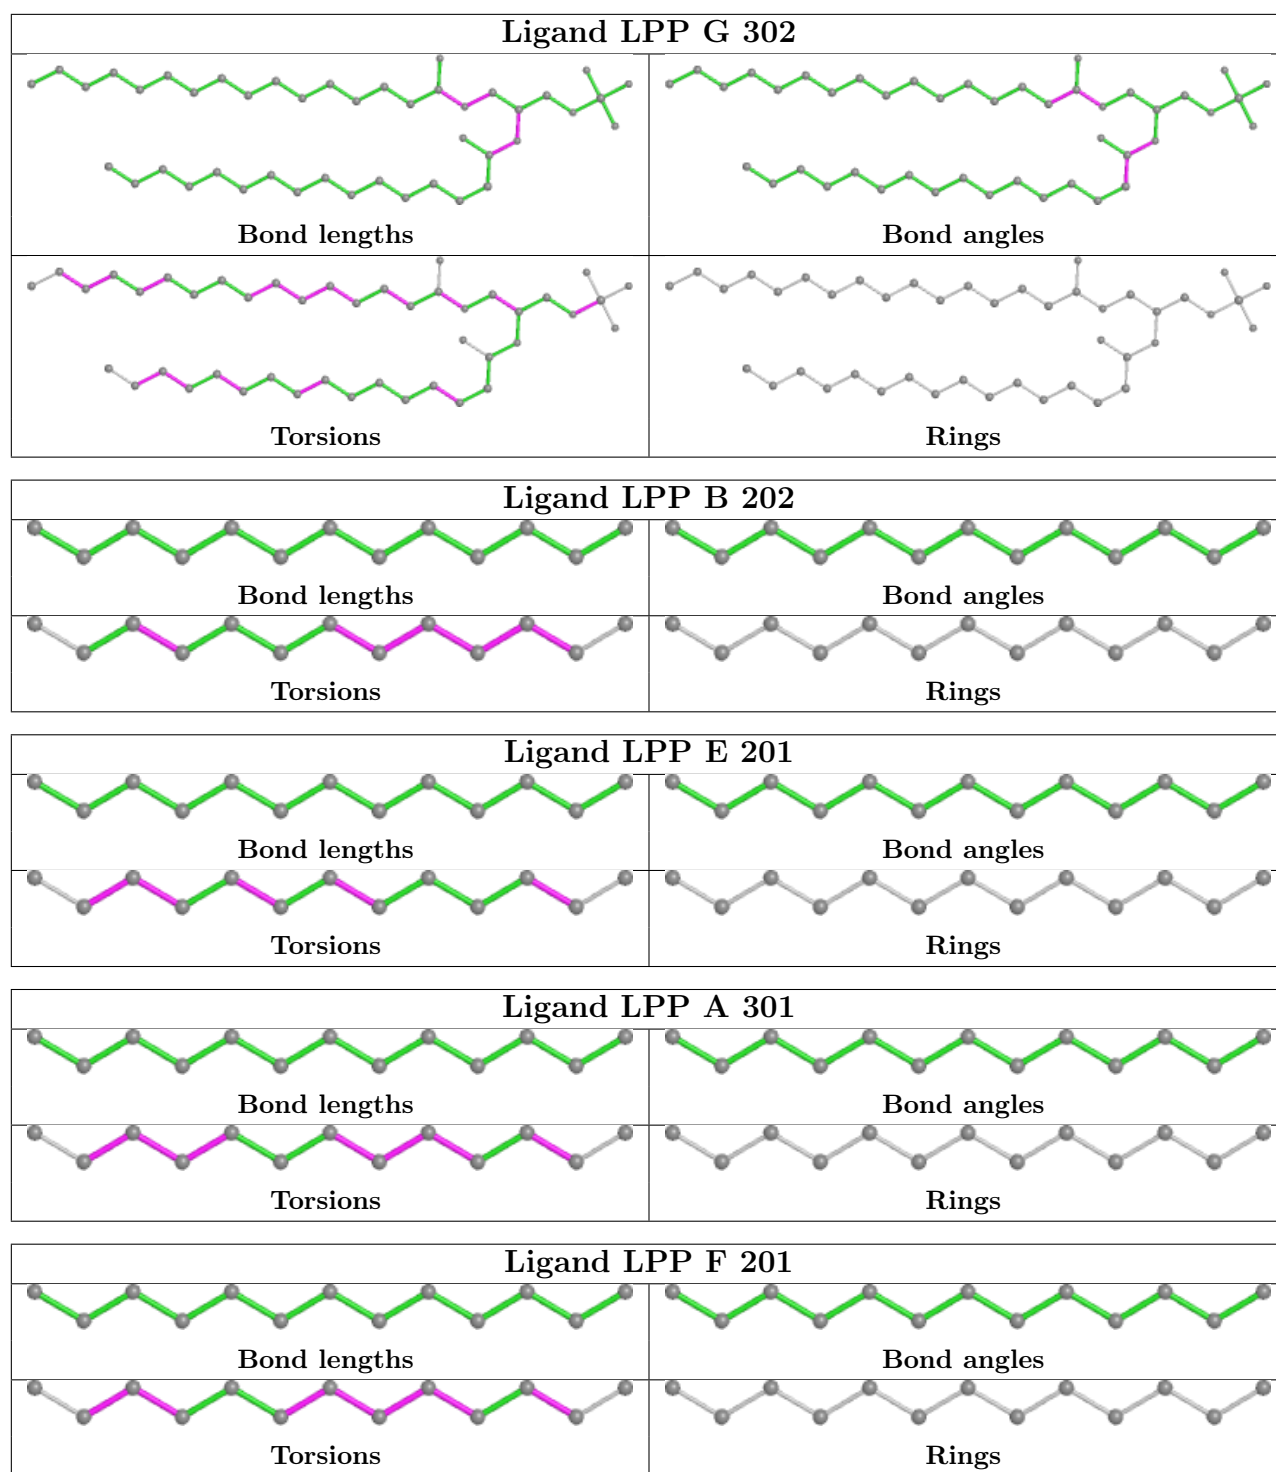 Ligand LPP G 302
Bond lengths Bond angles
Torsions Rings
Ligand LPP B 202
Bond lengths Bond angles
Torsions Rings
Ligand LPP E 201
Bond lengths Bond angles
Torsions Rings
Ligand LPP A 301
Bond lengths Bond angles
Torsions Rings
Ligand LPP F 201
Bond lengths Bond angles
Torsions Rings